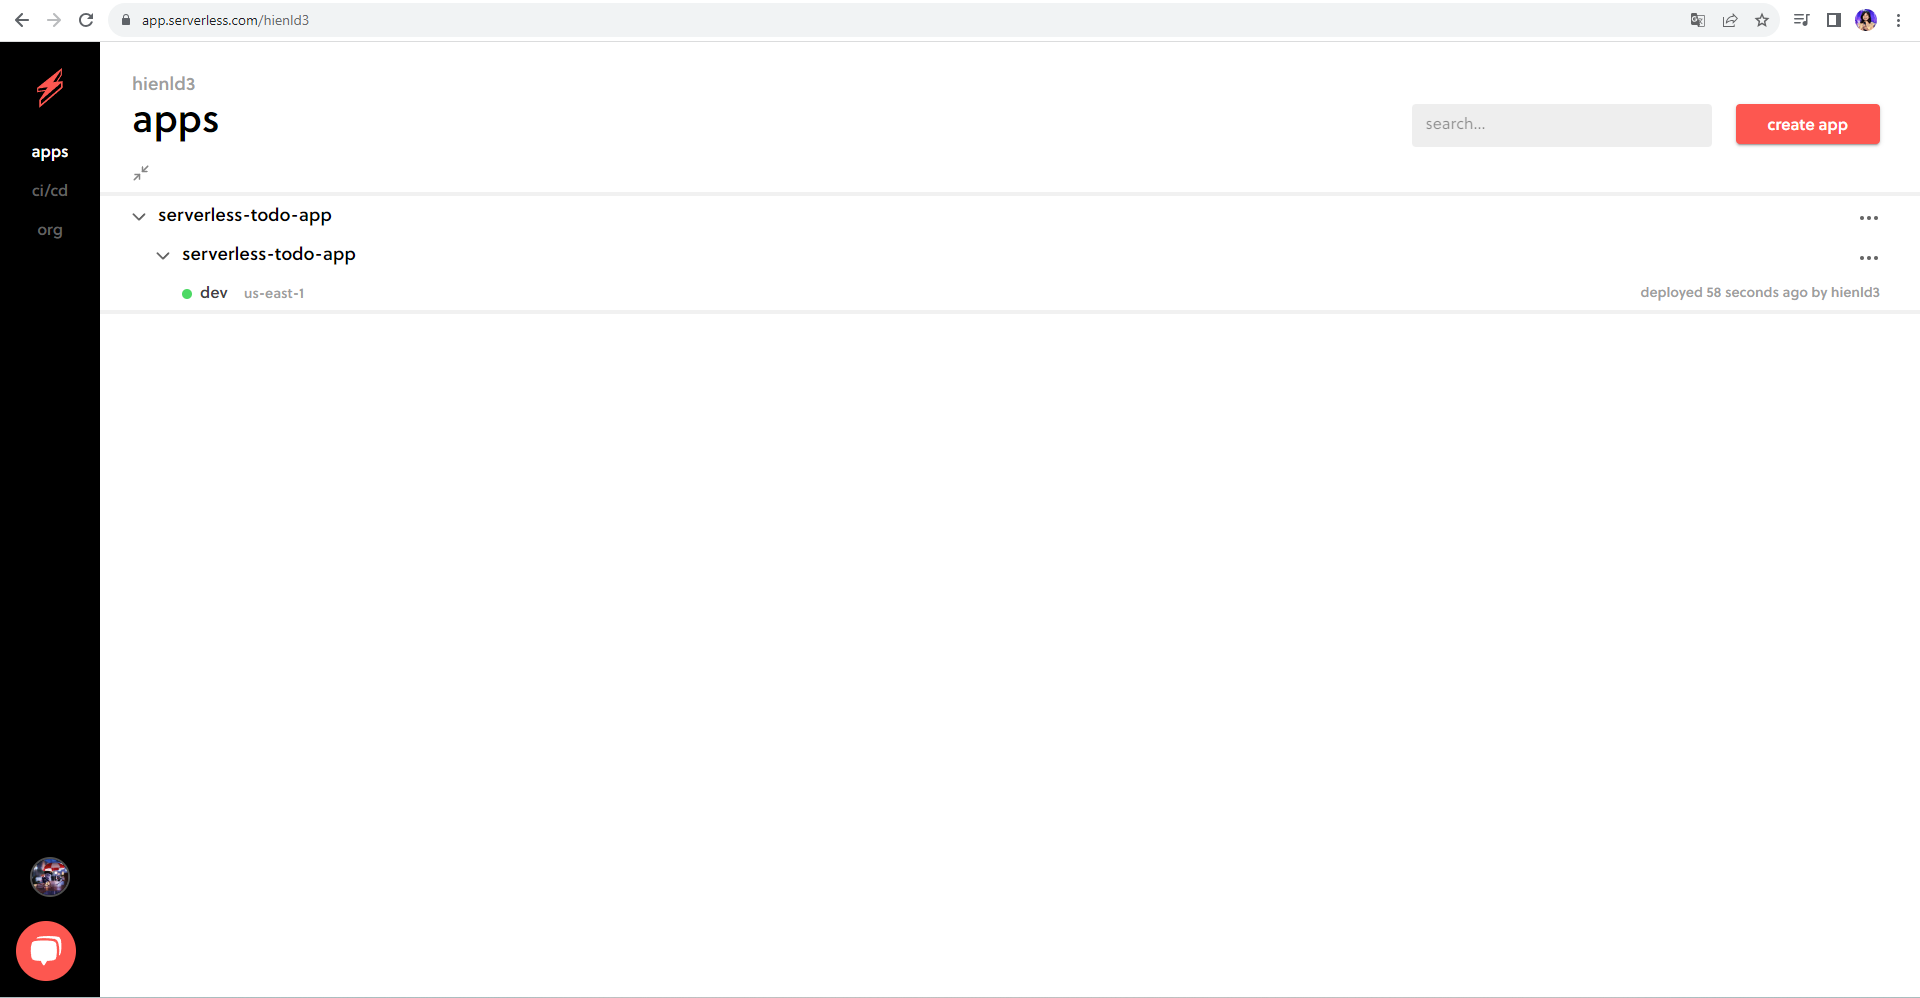 app.serverless.com/hienld3
hienld3
apps
search...
create app
apps
ci/cd
org
serverless-todo-app
serverless-todo-app
dev us-east-1
deployed 58 seconds ago by hienld3